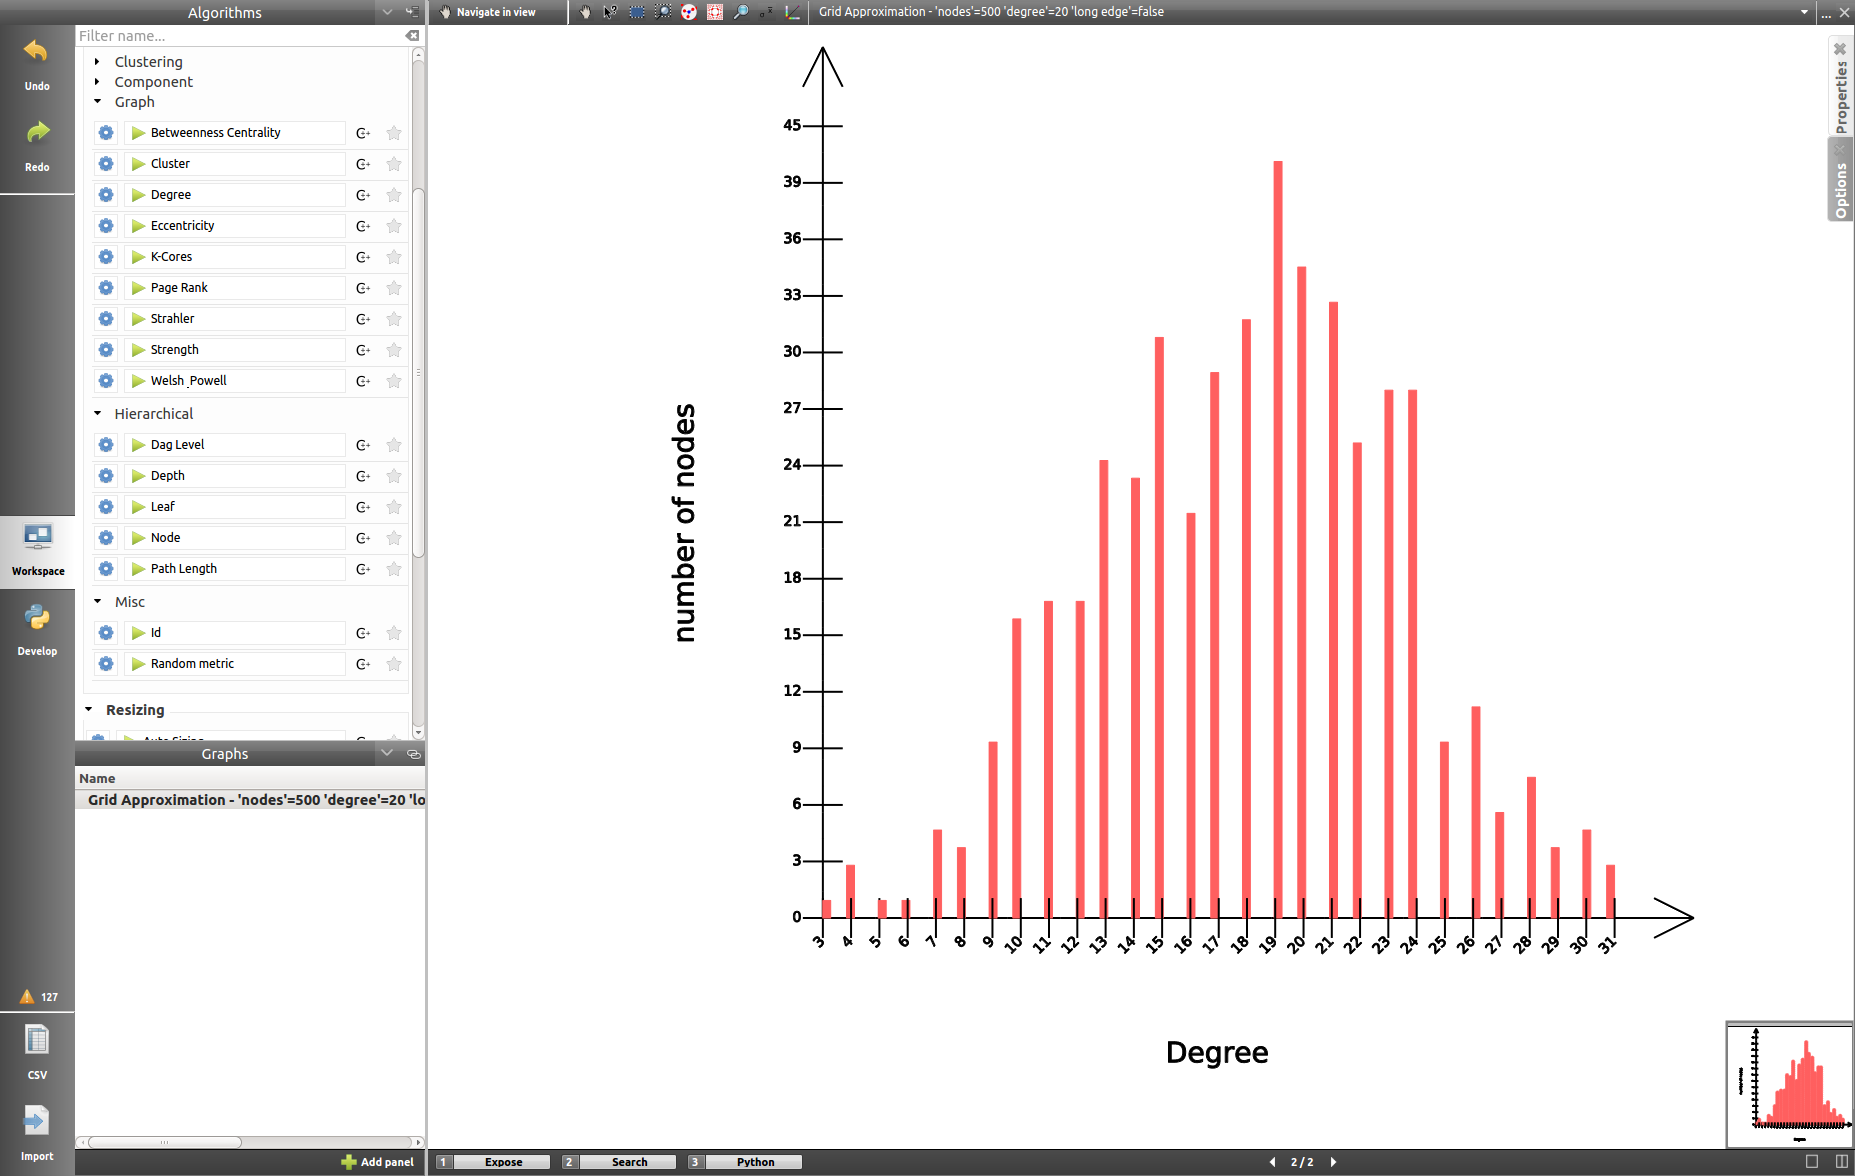 Algorithms
Navigate in view
Grid Approximation - 'nodes'=500 'degree'=20 'long edge'=false
...
Undo
Redo
Workspace
Develop
127
CSV
Import
Filter name...
Clustering
Component
Graph
Betweenness Centrality
Cluster
Degree
Eccentricity
K-Cores
Page Rank
Strahler
Strength
Welsh_Powell
Hierarchical
Dag Level
Depth
Leaf
Node
Path Length
Misc
Id
Random metric
Resizing
Graphs
Name
Grid Approximation - 'nodes'=500 'degree'=20 'lo
Add panel
number of nodes
45
39
36
33
30
27
24
21
18
15
12
9
6
3
0
3 4 5 6 7 8 9 10 11 12 13 14 15 16 17 18 19 20 21 22 23 24 25 26 27 28 29 30 31
Degree
Properties
Options
1 Expose
2 Search
3 Python
2 / 2